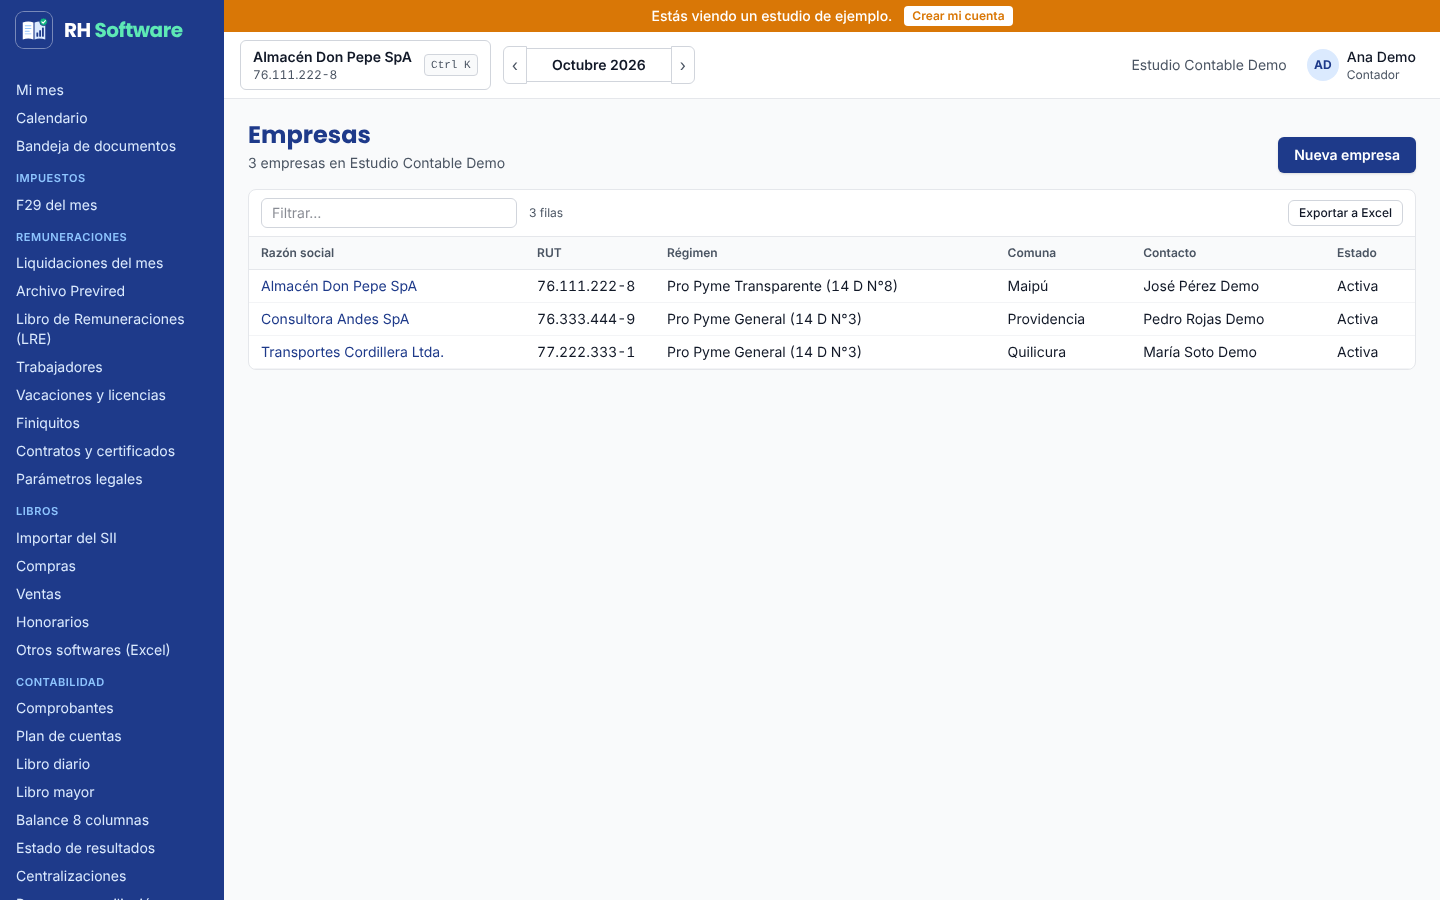 RH Software
Mi mes
Calendario
Bandeja de documentos
IMPUESTOS
F29 del mes
REMUNERACIONES
Liquidaciones del mes
Archivo Previred
Libro de Remuneraciones
(LRE)
Trabajadores
Vacaciones y licencias
Finiquitos
Contratos y certificados
Parámetros legales
LIBROS
Importar del SII
Compras
Ventas
Honorarios
Otros softwares (Excel)
CONTABILIDAD
Comprobantes
Plan de cuentas
Libro diario
Libro mayor
Balance 8 columnas
Estado de resultados
Centralizaciones
Estás viendo un estudio de ejemplo. Crear mi cuenta
Almacén Don Pepe SpA
76.111.222-8
Ctrl K
‹ Octubre 2026 ›
Estudio Contable Demo
AD
Ana Demo
Contador
Empresas
3 empresas en Estudio Contable Demo
Nueva empresa
Filtrar... 3 filas Exportar a Excel
Razón social RUT Régimen Comuna Contacto Estado
Almacén Don Pepe SpA 76.111.222-8 Pro Pyme Transparente (14 D N°8) Maipú José Pérez Demo Activa
Consultora Andes SpA 76.333.444-9 Pro Pyme General (14 D N°3) Providencia Pedro Rojas Demo Activa
Transportes Cordillera Ltda. 77.222.333-1 Pro Pyme General (14 D N°3) Quilicura María Soto Demo Activa